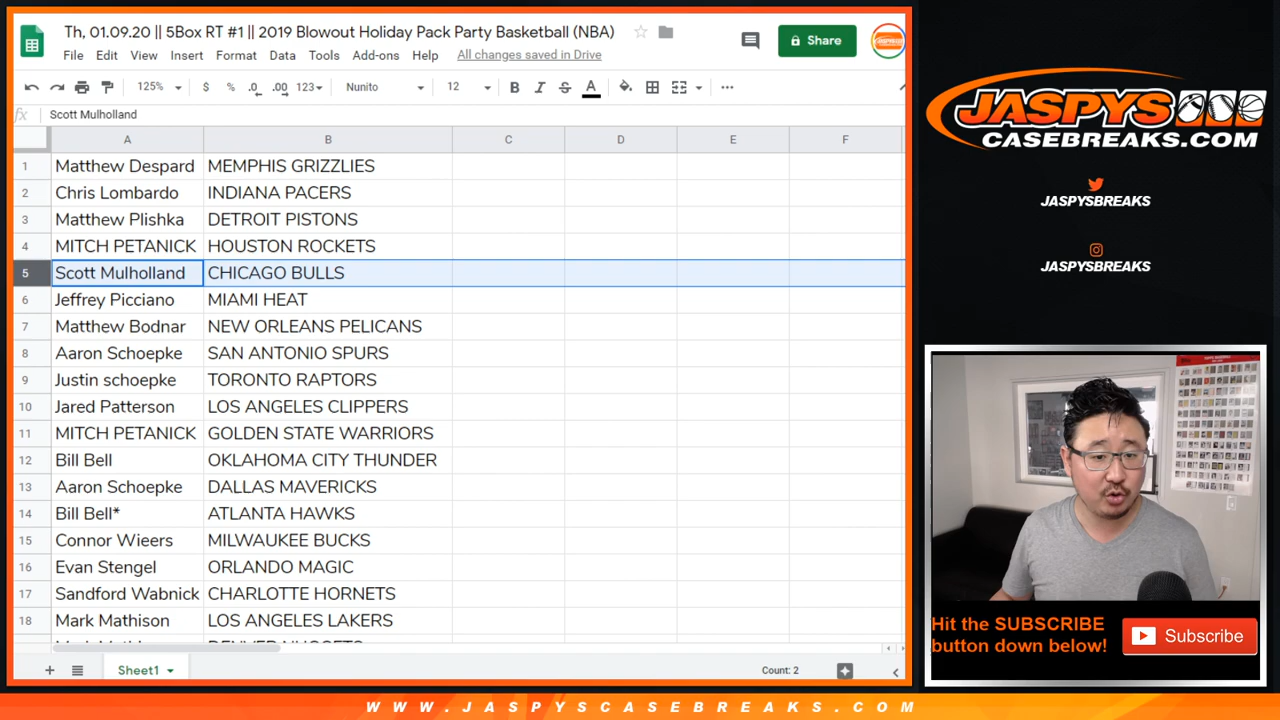 Th, 01.09.20 || 5Box RT #1 || 2019 Blowout Holiday Pack Party Basketball (NBA)
File Edit View Insert Format Data Tools Add-ons Help All changes saved in Drive
Share
125% $ % .0 .00 123 Nunito 12 B I S A
fx Scott Mulholland
A B C D E F
1 Matthew Despard MEMPHIS GRIZZLIES
2 Chris Lombardo INDIANA PACERS
3 Matthew Plishka DETROIT PISTONS
4 MITCH PETANICK HOUSTON ROCKETS
5 Scott Mulholland CHICAGO BULLS
6 Jeffrey Picciano MIAMI HEAT
7 Matthew Bodnar NEW ORLEANS PELICANS
8 Aaron Schoepke SAN ANTONIO SPURS
9 Justin schoepke TORONTO RAPTORS
10 Jared Patterson LOS ANGELES CLIPPERS
11 MITCH PETANICK GOLDEN STATE WARRIORS
12 Bill Bell OKLAHOMA CITY THUNDER
13 Aaron Schoepke DALLAS MAVERICKS
14 Bill Bell* ATLANTA HAWKS
15 Connor Wieers MILWAUKEE BUCKS
16 Evan Stengel ORLANDO MAGIC
17 Sandford Wabnick CHARLOTTE HORNETS
18 Mark Mathison LOS ANGELES LAKERS
Sheet1
Count: 2
JASPYS
CASEBREAKS.COM
JASPYSBREAKS
JASPYSBREAKS
Hit the SUBSCRIBE
button down below!
Subscribe
WWW.JASPYSCASEBREAKS.COM